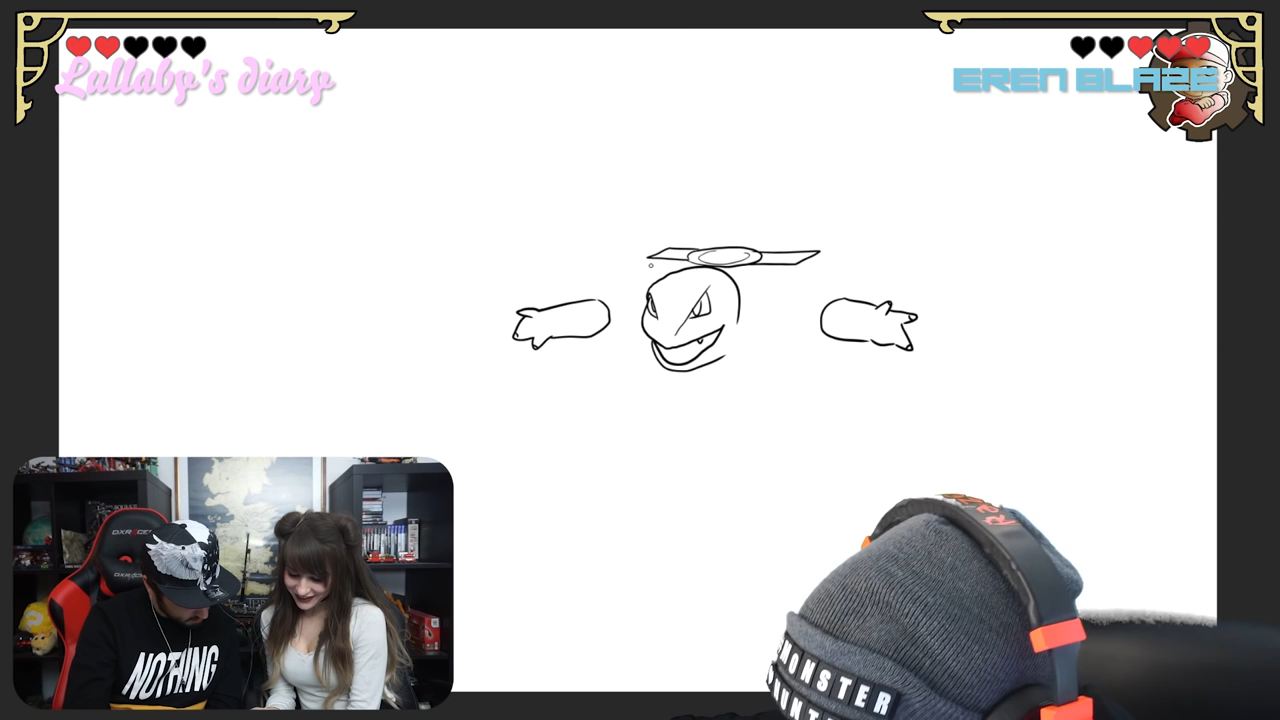 Lullaby's diary
EREN BLAZE
DXRACER
NOTHING
MONSTER